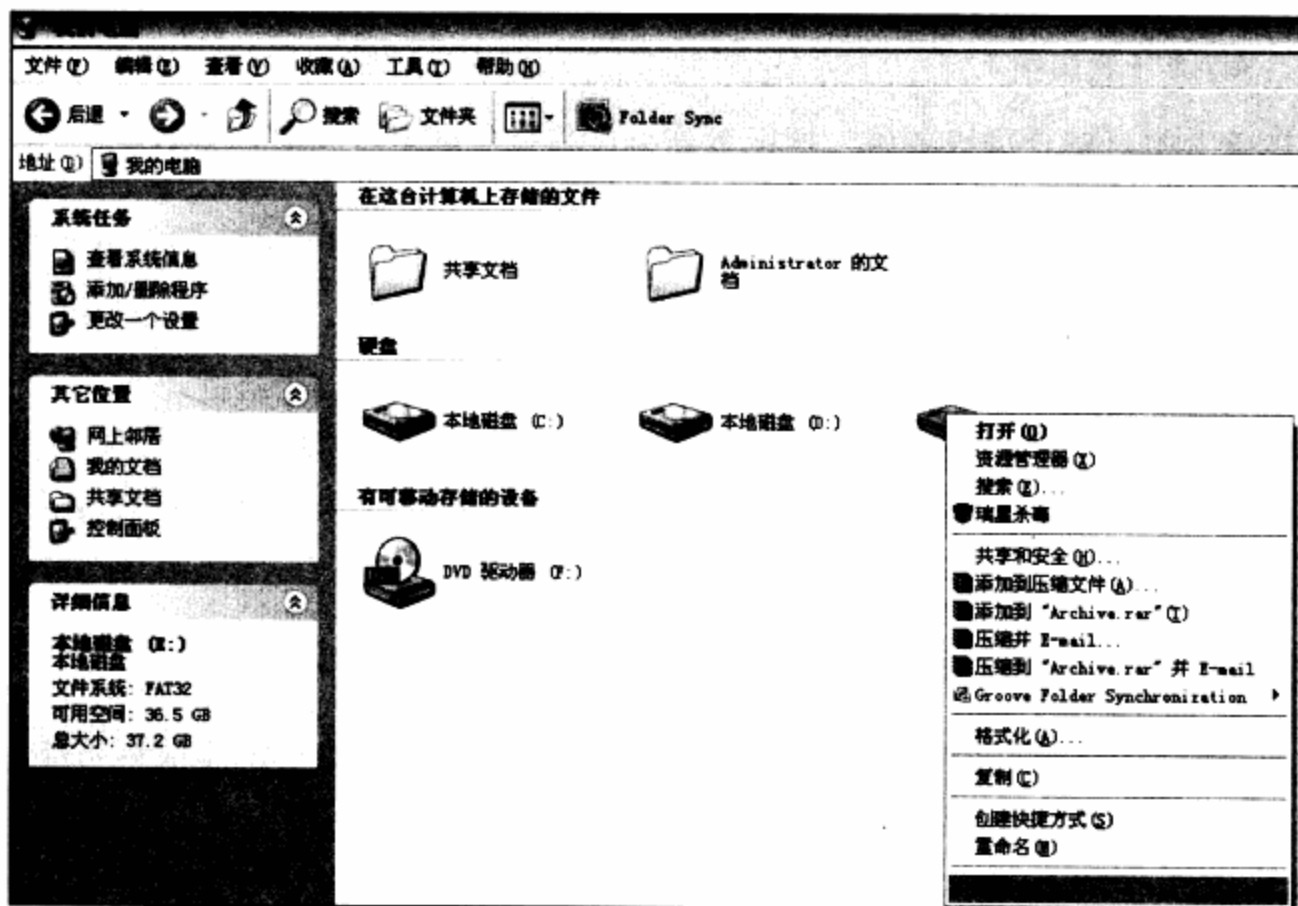 文件(F) 编辑(E) 查看(V) 收藏(A) 工具(T) 帮助(H)
后退 搜索 文件夹 Folder Sync
地址(D) 我的电脑
系统任务
查看系统信息
添加/删除程序
更改一个设置
其它位置
网上邻居
我的文档
共享文档
控制面板
详细信息
本地磁盘 (E:)
本地磁盘
文件系统: FAT32
可用空间: 36.5 GB
总大小: 37.2 GB
在这台计算机上存储的文件
共享文档
Administrator 的文
档
硬盘
本地磁盘 (C:)
本地磁盘 (D:)
有可移动存储的设备
DVD 驱动器 (F:)
打开(O)
资源管理器(X)
搜索(E)...
瑞星杀毒
共享和安全(H)...
添加到压缩文件(A)...
添加到 "Archive.rar"(T)
压缩并 E-mail...
压缩到 "Archive.rar" 并 E-mail
Groove Folder Synchronization
格式化(A)...
复制(C)
创建快捷方式(S)
重命名(M)